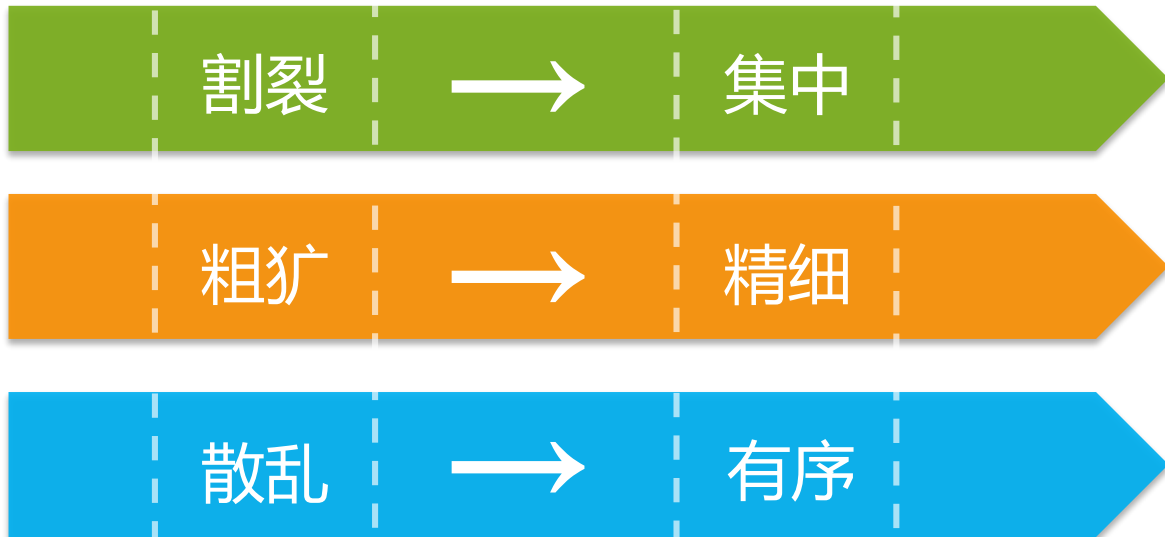 割裂 → 集中
粗犷 → 精细
散乱 → 有序